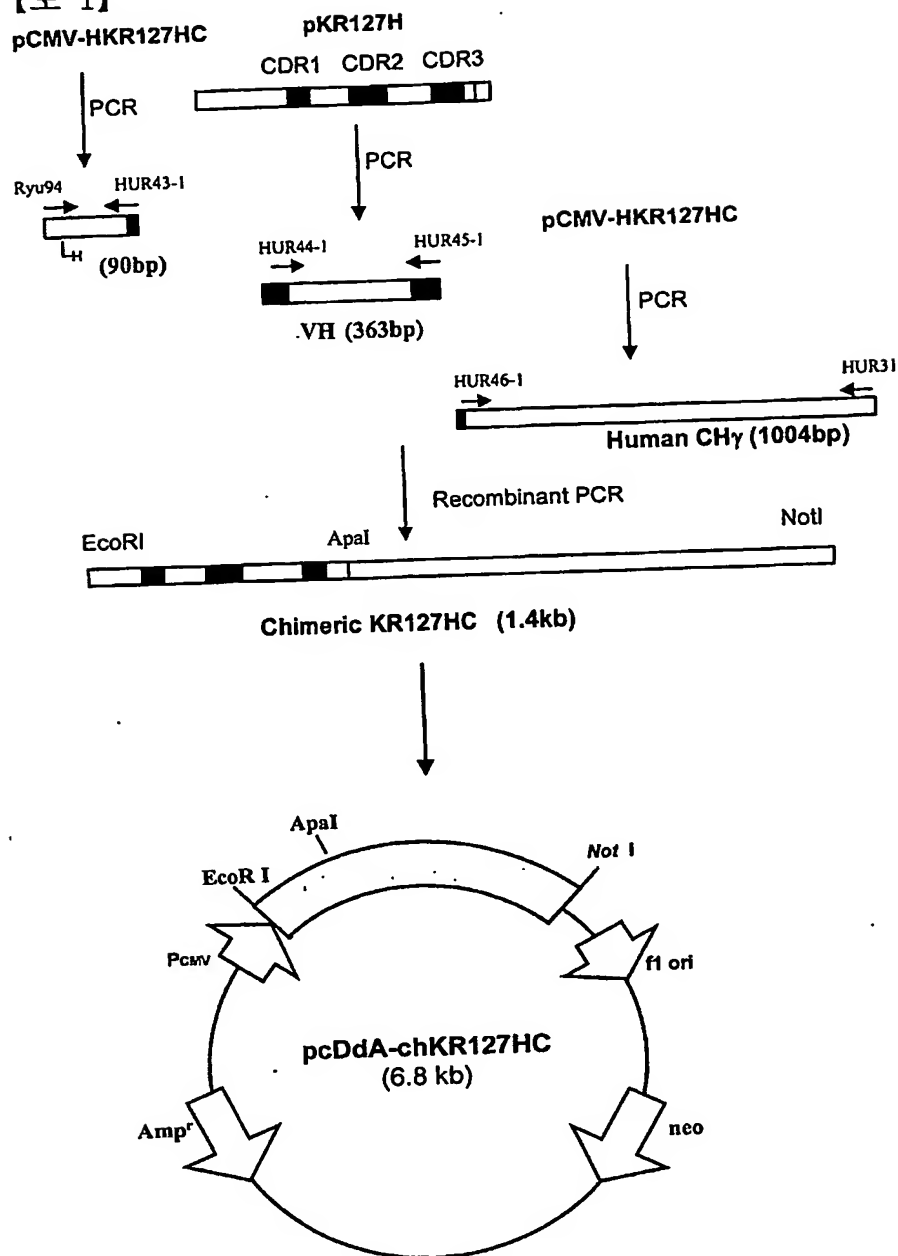 pCMV-HKR127HC
pKR127H
CDR1 CDR2 CDR3
PCR
PCR
Ryu94 HUR43-1
LH (90bp)
HUR44-1 HUR45-1
.VH (363bp)
pCMV-HKR127HC
PCR
HUR46-1 HUR31
Human CHγ (1004bp)
Recombinant PCR
EcoRI ApaI NotI
Chimeric KR127HC (1.4kb)
ApaI
EcoR I Not I
PCMV f1 ori
pcDdA-chKR127HC
(6.8 kb)
Ampr neo